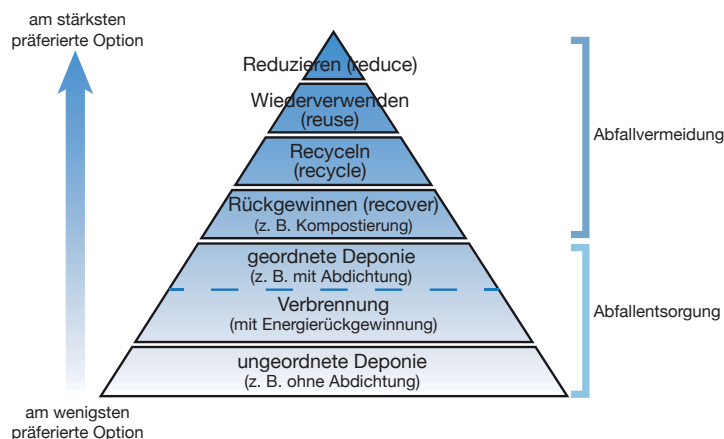 am stärksten
präferierte Option
Reduzieren (reduce)
Wiederverwenden
(reuse)
Recyceln
(recycle)
Rückgewinnen (recover)
(z. B. Kompostierung)
Abfallvermeidung
geordnete Deponie
(z. B. mit Abdichtung)
Verbrennung
(mit Energierückgewinnung)
ungeordnete Deponie
(z. B. ohne Abdichtung)
Abfallentsorgung
am wenigsten
präferierte Option